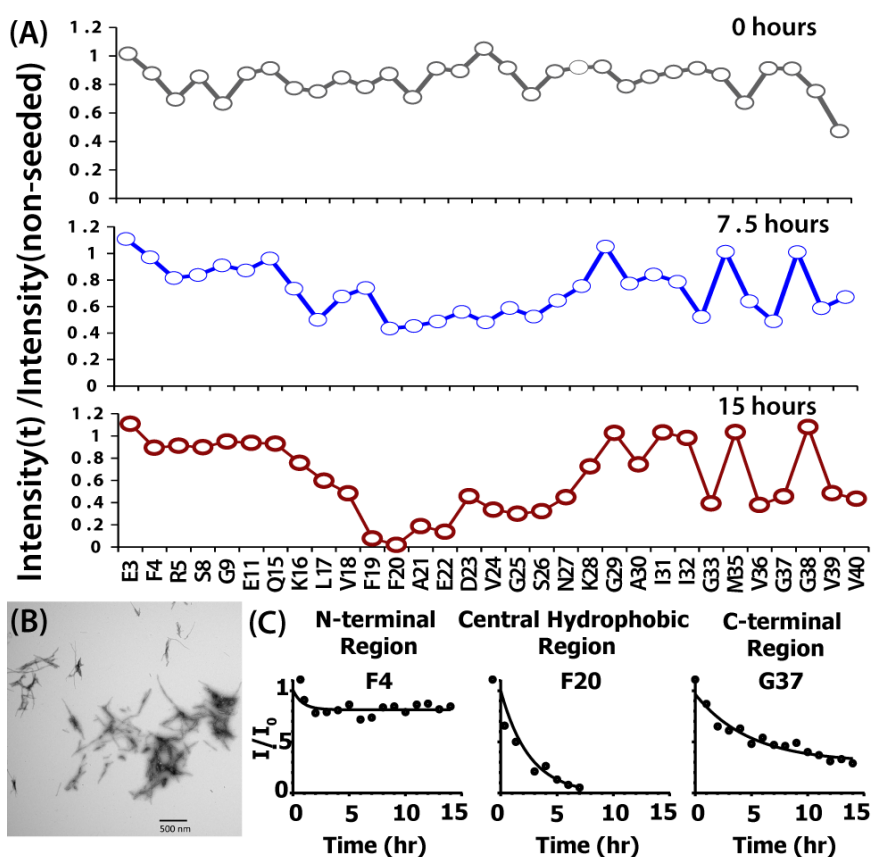 (A)
Intensity(t) /Intensity(non-seeded)
0 hours
1.2
1
0.8
0.6
0.4
0.2
0
7.5 hours
1.2
1
0.8
0.6
0.4
0.2
0
15 hours
1.2
1
0.8
0.6
0.4
0.2
0
E3 F4 R5 S8 G9 E11 Q15 K16 L17 V18 F19 F20 A21 E22 D23 V24 G25 S26 N27 K28 G29 A30 I31 I32 G33 M35 V36 G37 G38 V39 V40
(B)
500 nm
(C)
N-terminal
Region
F4
Central Hydrophobic
Region
F20
C-terminal
Region
G37
I/I0
1
.5
0
0 5 10 15
0 5 10 15
0 5 10 15
Time (hr)
Time (hr)
Time (hr)